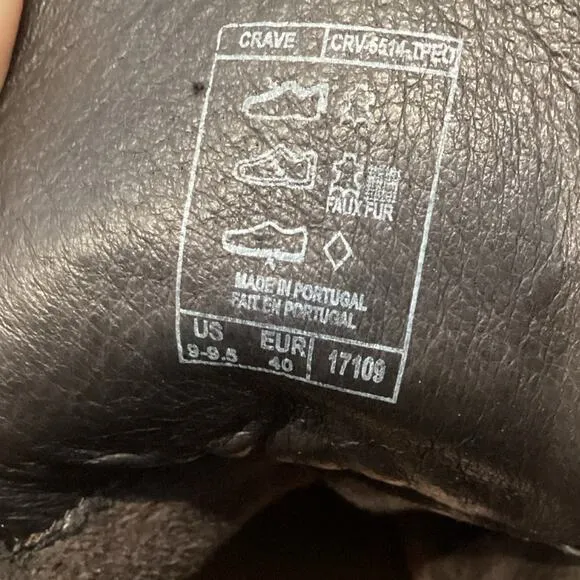 CRAVE
FAUX FUR
MADE IN PORTUGAL
FAIT EN PORTUGAL
US EUR 17109
9-9.5 40